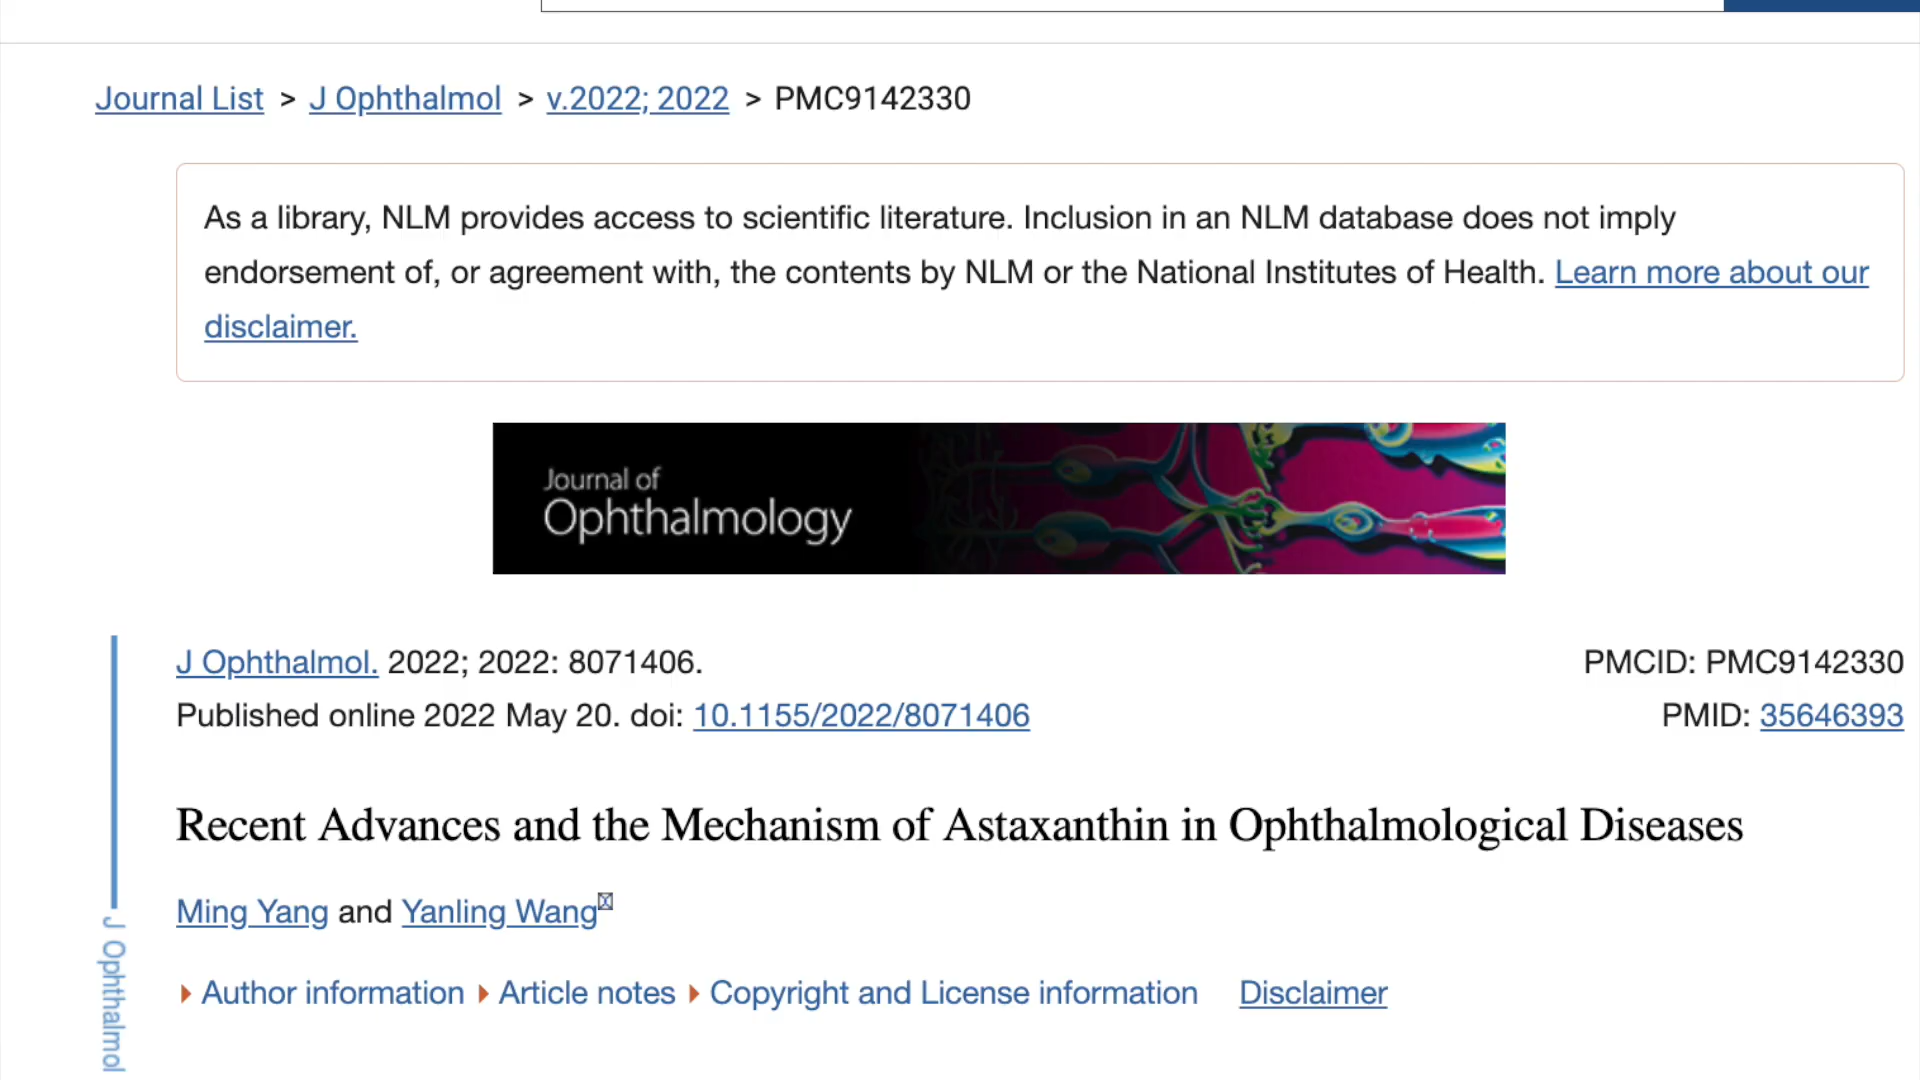 Journal List > J Ophthalmol > v.2022; 2022 > PMC9142330
As a library, NLM provides access to scientific literature. Inclusion in an NLM database does not imply
endorsement of, or agreement with, the contents by NLM or the National Institutes of Health. Learn more about our
disclaimer.
Journal of
Ophthalmology
J Ophthalmol. 2022; 2022: 8071406.
PMCID: PMC9142330
Published online 2022 May 20. doi: 10.1155/2022/8071406
PMID: 35646393
Recent Advances and the Mechanism of Astaxanthin in Ophthalmological Diseases
Ming Yang and Yanling Wang
Author information Article notes Copyright and License information Disclaimer
J Ophthalmol